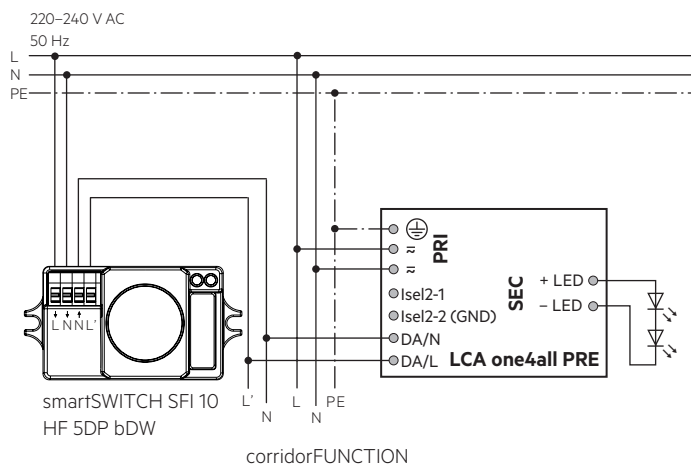 220–240 V AC
50 Hz
L
N
PE
PRI
≂
≂
Isel2-1
Isel2-2 (GND)
DA/N
DA/L
SEC
+ LED
– LED
LCA one4all PRE
L N N L'
smartSWITCH SFI 10
HF 5DP bDW
L' N L N PE
corridorFUNCTION